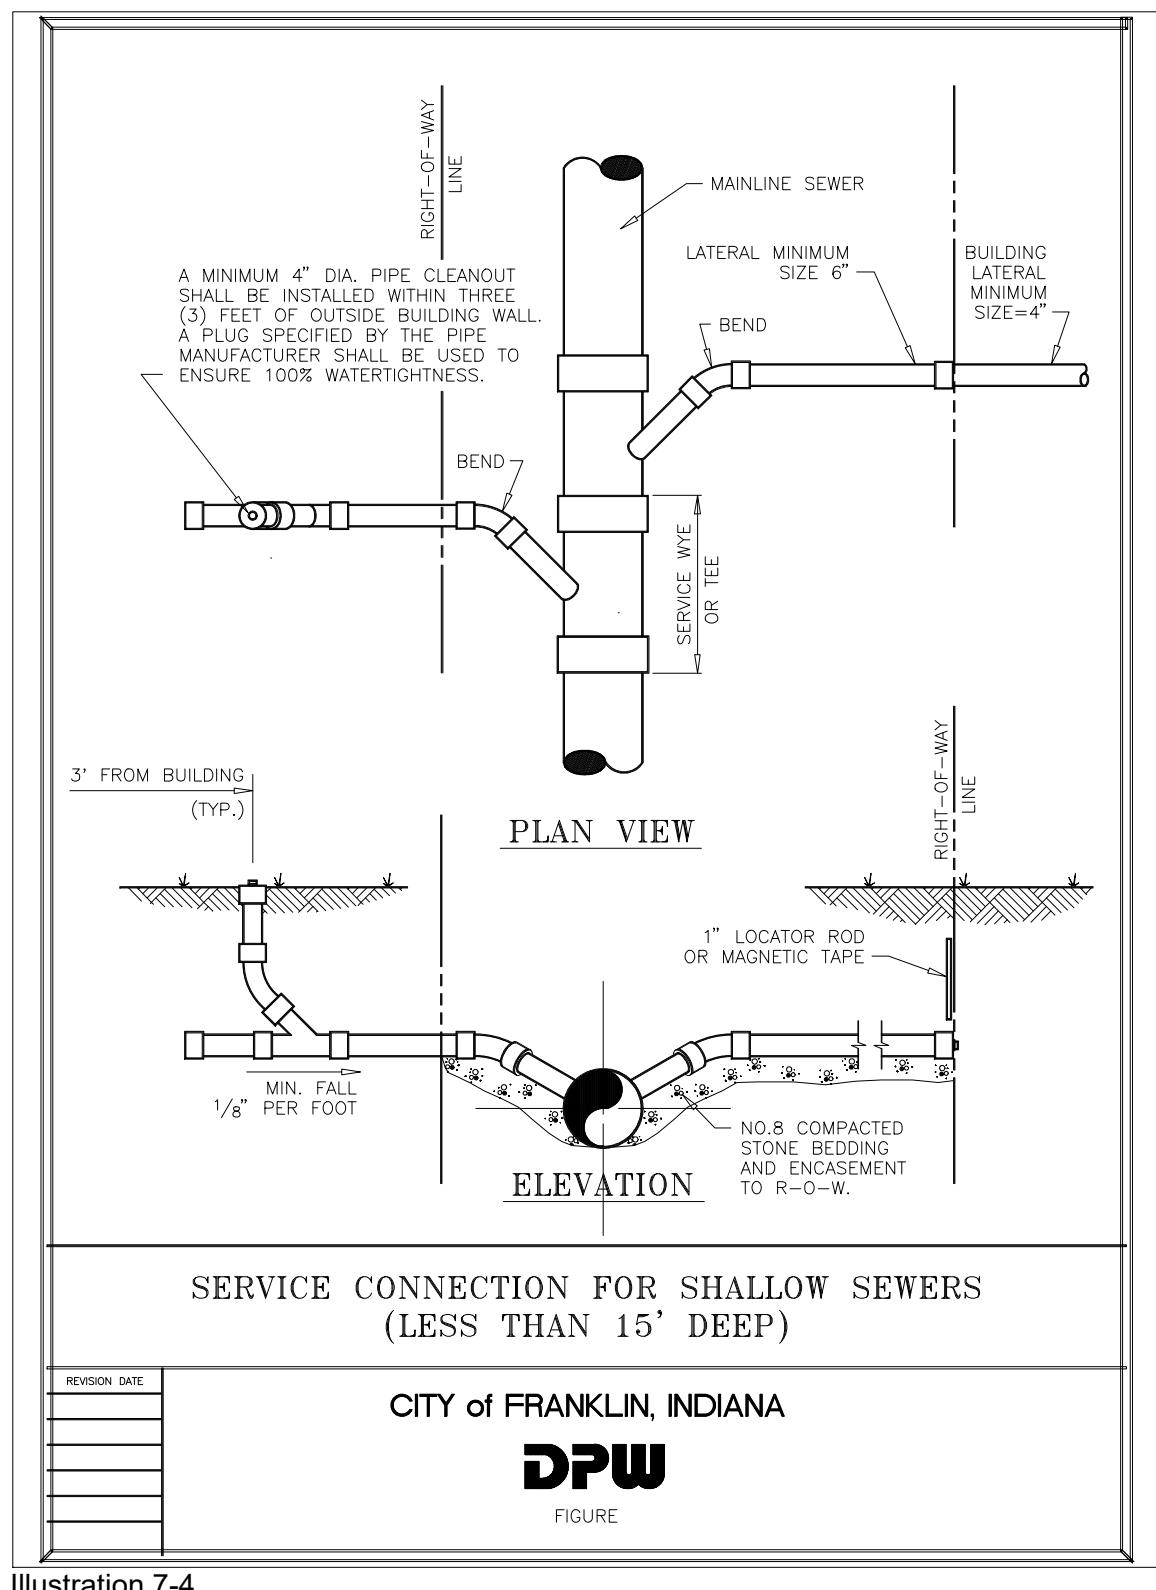 RIGHT-OF-WAY
LINE
MAINLINE SEWER
LATERAL MINIMUM
SIZE 6"
BUILDING
LATERAL
MINIMUM
SIZE=4"
A MINIMUM 4" DIA. PIPE CLEANOUT
SHALL BE INSTALLED WITHIN THREE
(3) FEET OF OUTSIDE BUILDING WALL.
A PLUG SPECIFIED BY THE PIPE
MANUFACTURER SHALL BE USED TO
ENSURE 100% WATERTIGHTNESS.
BEND
BEND
SERVICE WYE
OR TEE
3' FROM BUILDING
(TYP.)
PLAN VIEW
RIGHT-OF-WAY
LINE
1" LOCATOR ROD
OR MAGNETIC TAPE
MIN. FALL
1/8" PER FOOT
NO.8 COMPACTED
STONE BEDDING
AND ENCASEMENT
TO R-O-W.
ELEVATION
SERVICE CONNECTION FOR SHALLOW SEWERS
(LESS THAN 15' DEEP)
REVISION DATE
CITY of FRANKLIN, INDIANA
DPW
FIGURE
Illustration 7-4